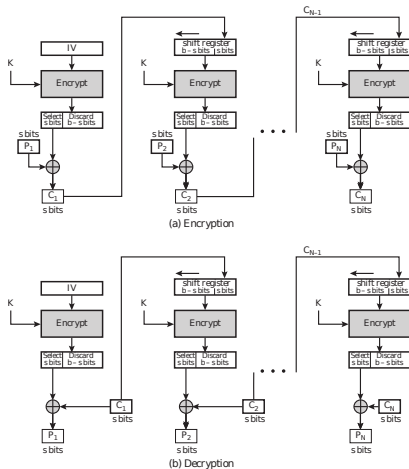 C_{N–1}
IV
shift register
b – s bits | s bits
shift register
b – s bits | s bits
K
K
K
Encrypt
Encrypt
Encrypt
Select Discard
s bits b – s bits
Select Discard
s bits b – s bits
Select Discard
s bits b – s bits
s bits
s bits
s bits
P_1
P_2
P_N
• • •
C_1
C_2
C_N
s bits
s bits
s bits
(a) Encryption
C_{N–1}
IV
shift register
b – s bits | s bits
shift register
b – s bits | s bits
K
K
K
Encrypt
Encrypt
Encrypt
Select Discard
s bits b – s bits
Select Discard
s bits b – s bits
Select Discard
s bits b – s bits
• • •
C_1
C_2
C_N
s bits
s bits
s bits
P_1
P_2
P_N
s bits
s bits
s bits
(b) Decryption